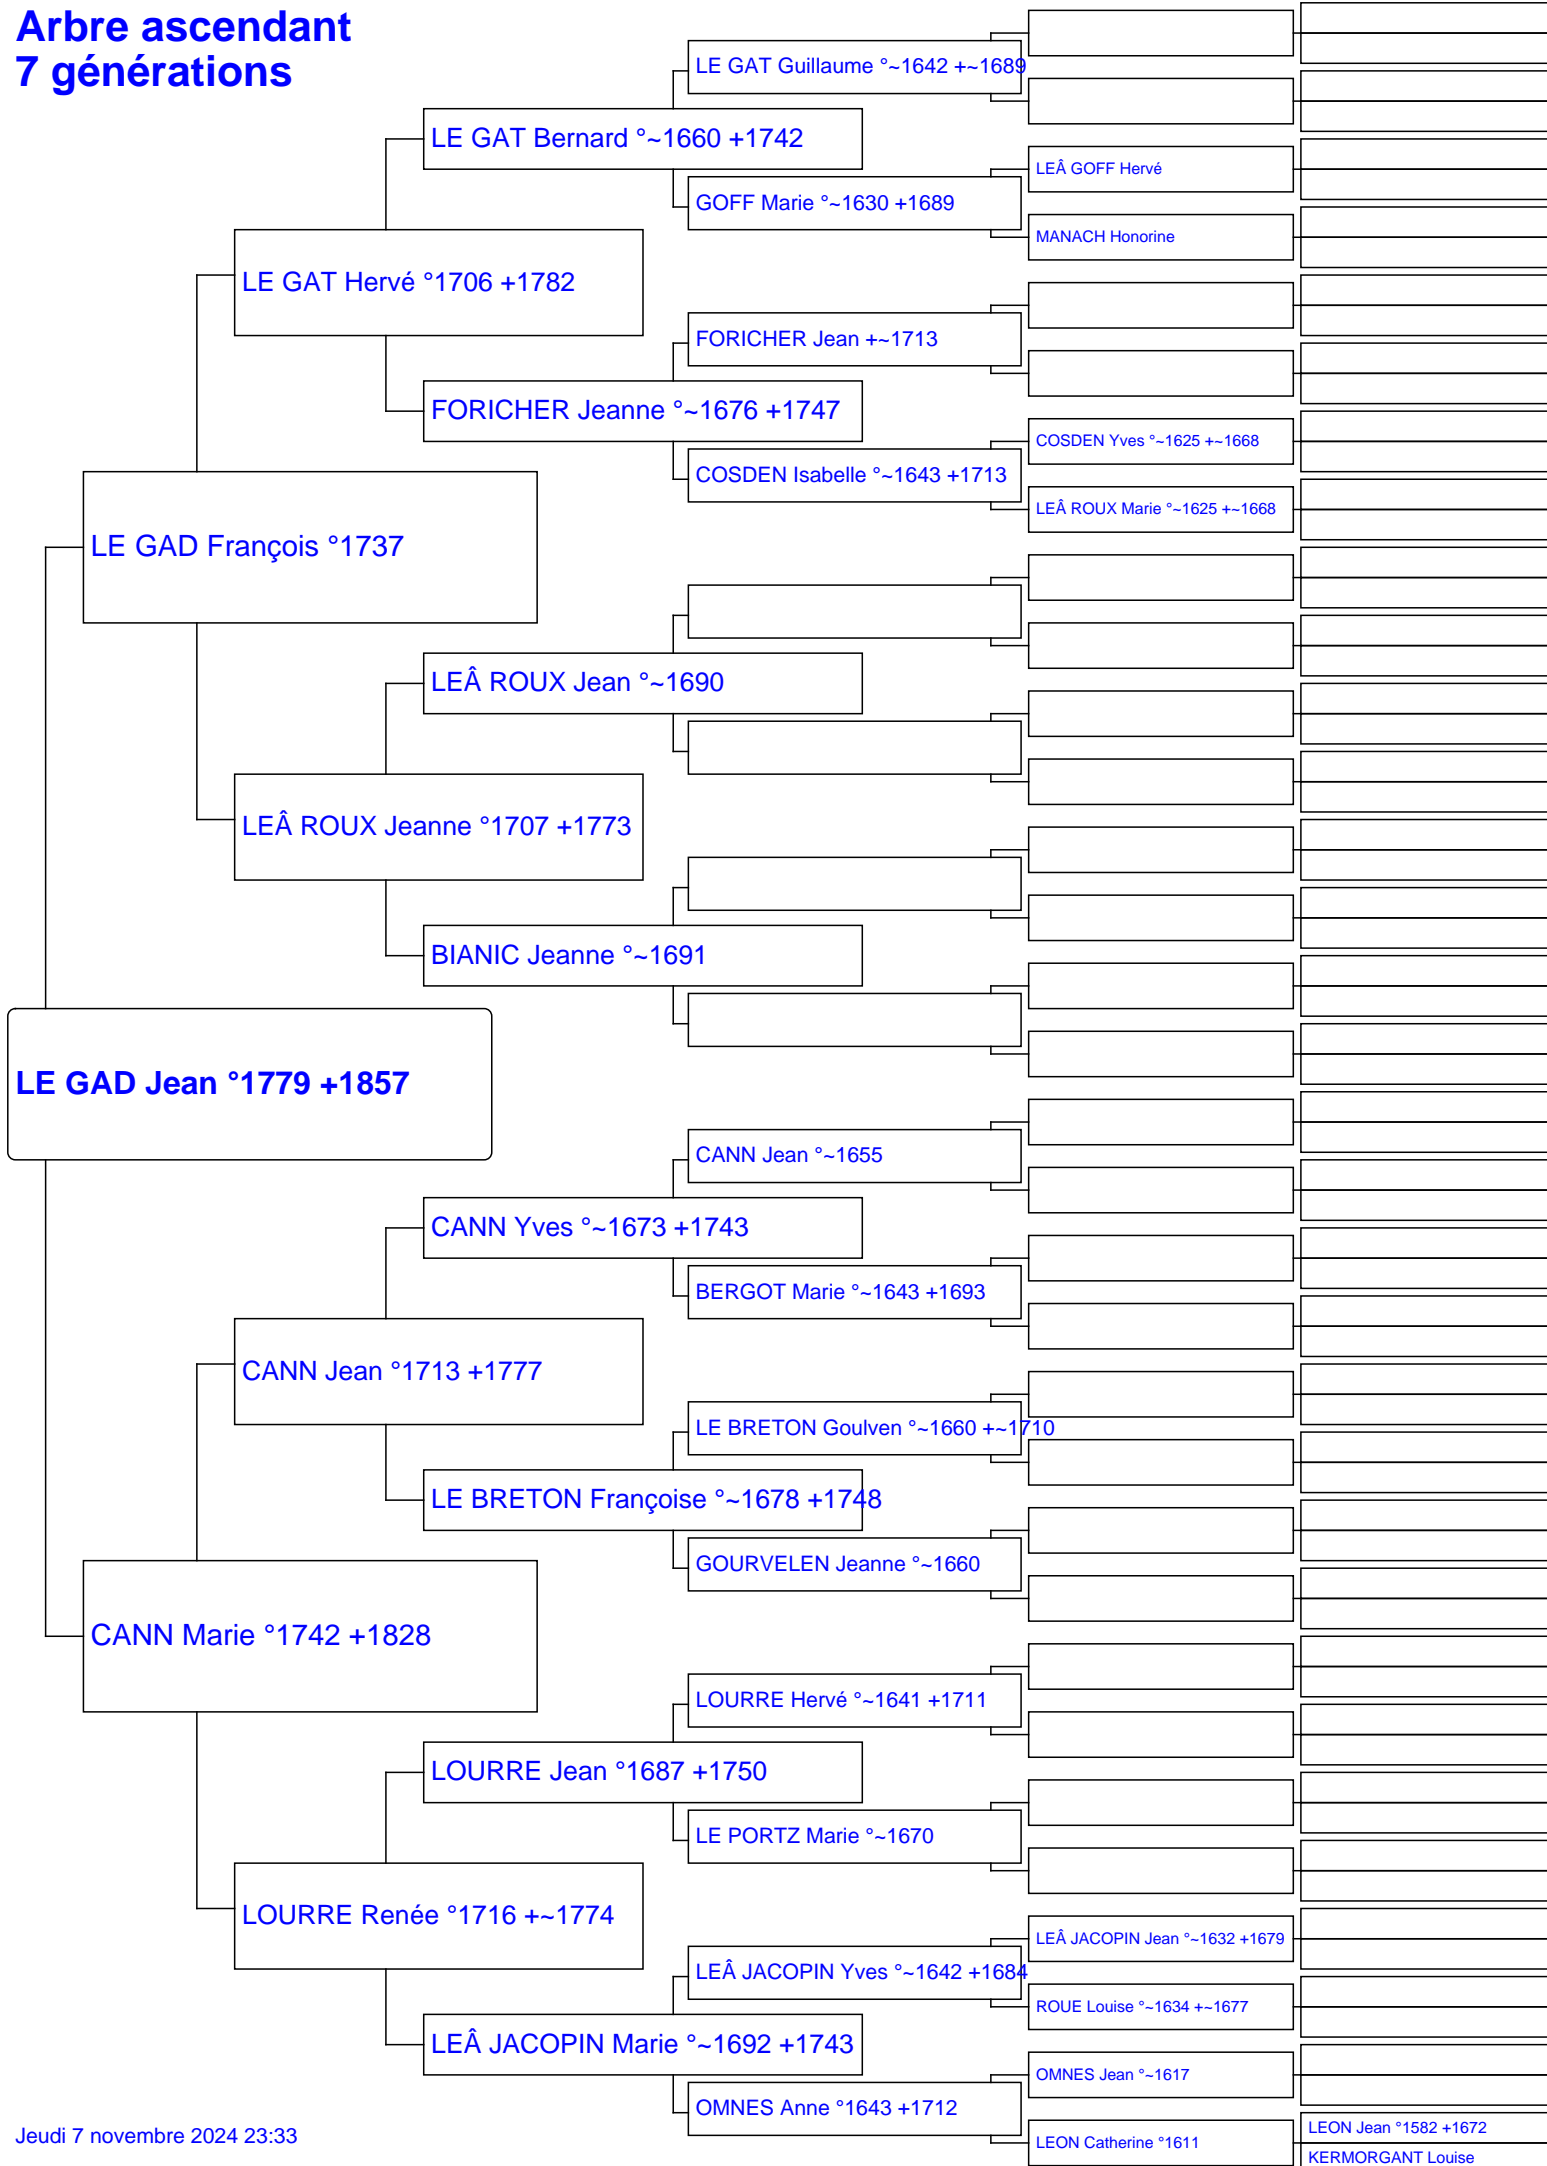 Arbre ascendant
7 générations
LE GAT Guillaume °~1642 +~1689
LE GAT Bernard °~1660 +1742
LEÂ GOFF Hervé
GOFF Marie °~1630 +1689
MANACH Honorine
LE GAT Hervé °1706 +1782
FORICHER Jean +~1713
FORICHER Jeanne °~1676 +1747
COSDEN Yves °~1625 +~1668
COSDEN Isabelle °~1643 +1713
LEÂ ROUX Marie °~1625 +~1668
LE GAD François °1737
LEÂ ROUX Jean °~1690
LEÂ ROUX Jeanne °1707 +1773
BIANIC Jeanne °~1691
LE GAD Jean °1779 +1857
CANN Jean °~1655
CANN Yves °~1673 +1743
BERGOT Marie °~1643 +1693
CANN Jean °1713 +1777
LE BRETON Goulven °~1660 +~1710
LE BRETON Françoise °~1678 +1748
GOURVELEN Jeanne °~1660
CANN Marie °1742 +1828
LOURRE Hervé °~1641 +1711
LOURRE Jean °1687 +1750
LE PORTZ Marie °~1670
LOURRE Renée °1716 +~1774
LEÂ JACOPIN Jean °~1632 +1679
LEÂ JACOPIN Yves °~1642 +1684
ROUE Louise °~1634 +~1677
LEÂ JACOPIN Marie °~1692 +1743
OMNES Jean °~1617
OMNES Anne °1643 +1712
LEON Jean °1582 +1672
LEON Catherine °1611
KERMORGANT Louise
Jeudi 7 novembre 2024 23:33